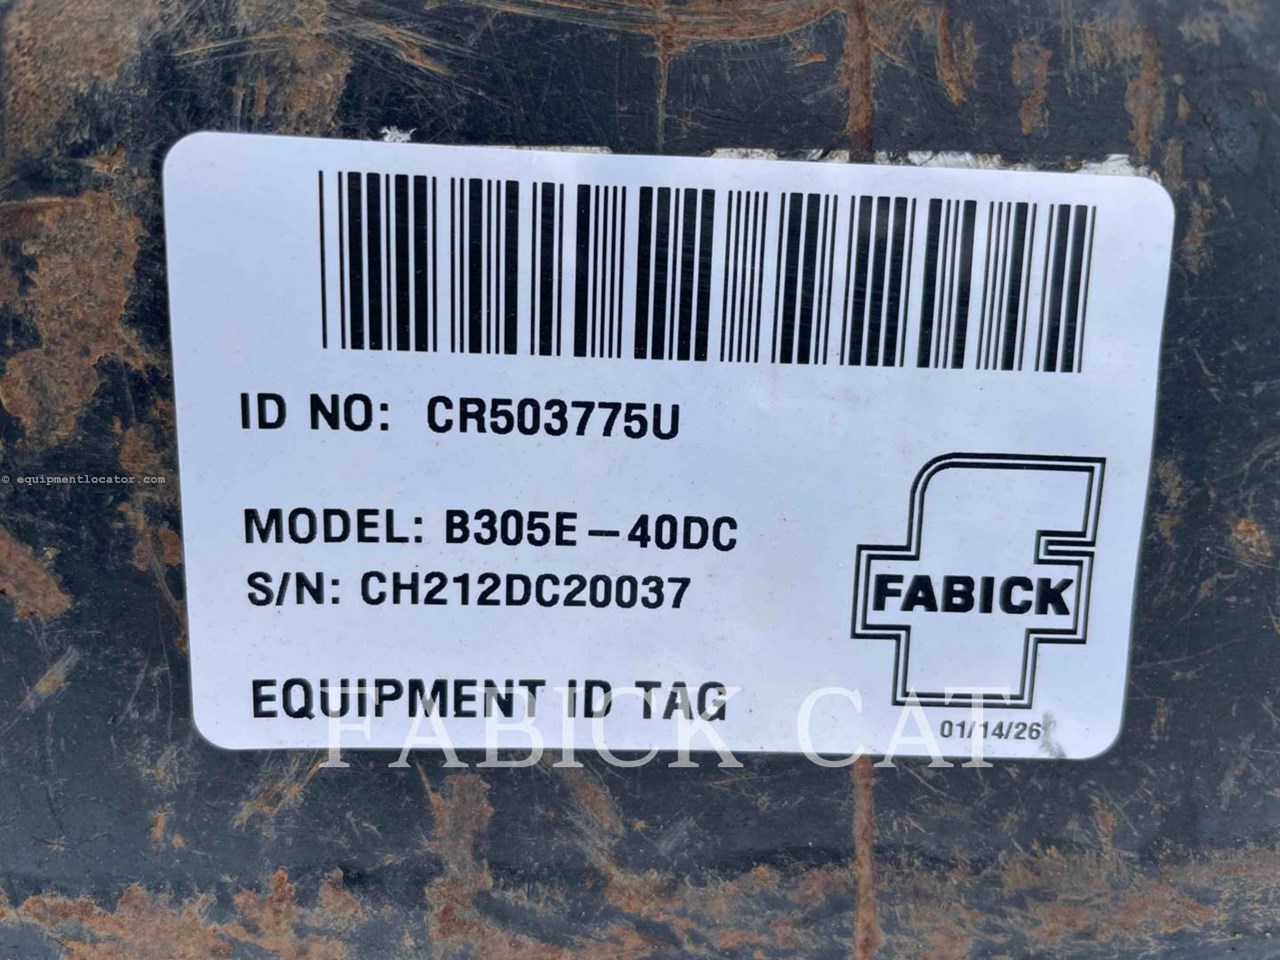 ID NO: CR503775U
© equipmentlocator.com
MODEL: B305E-40DC
S/N: CH212DC20037
FABICK
EQUIPMENT ID TAG
01/14/26
FABICK CAT